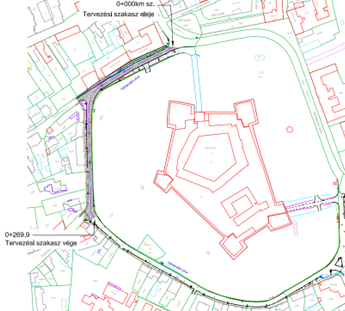 0+000km sz.
Tervezési szakasz eleje
0+269.9
Tervezési szakasz vége